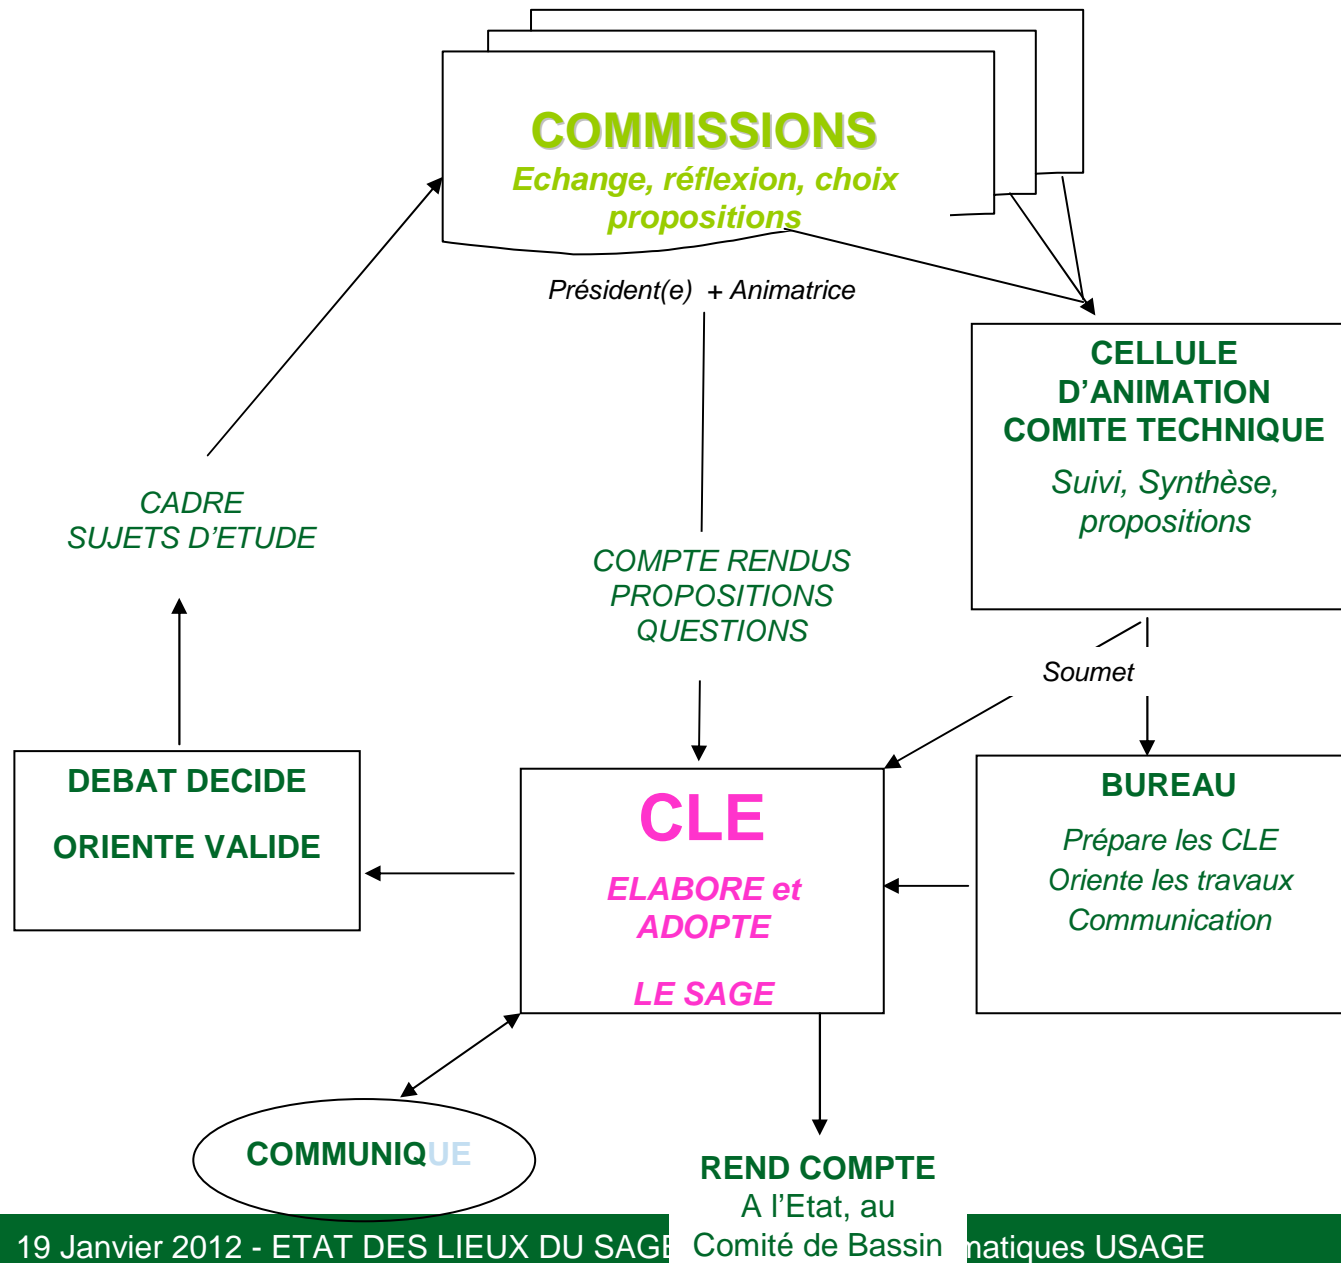 COMMISSIONS
Echange, réflexion, choix
propositions
Président(e) + Animatrice
CELLULE
D’ANIMATION
COMITE TECHNIQUE
Suivi, Synthèse,
propositions
CADRE
SUJETS D’ETUDE
COMPTE RENDUS
PROPOSITIONS
QUESTIONS
Soumet
DEBAT DECIDE
ORIENTE VALIDE
CLE
ELABORE et
ADOPTE
LE SAGE
BUREAU
Prépare les CLE
Oriente les travaux
Communication
COMMUNIQUE
REND COMPTE
A l’Etat, au
Comité de Bassin
19 Janvier 2012 - ETAT DES LIEUX DU SAGE matiques USAGE